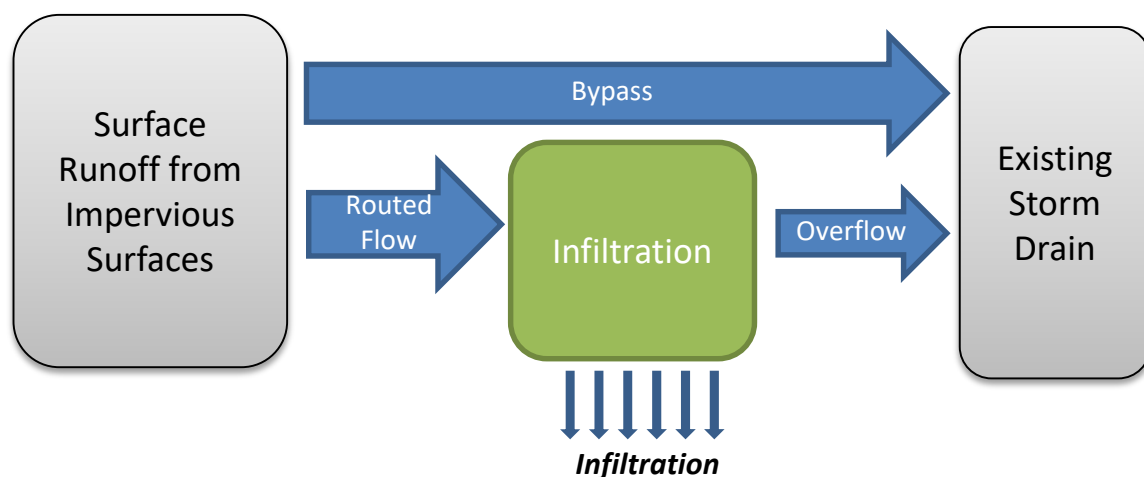 Surface
Runoff from
Impervious
Surfaces
Bypass
Routed
Flow
Infiltration
Overflow
Existing
Storm
Drain
Infiltration